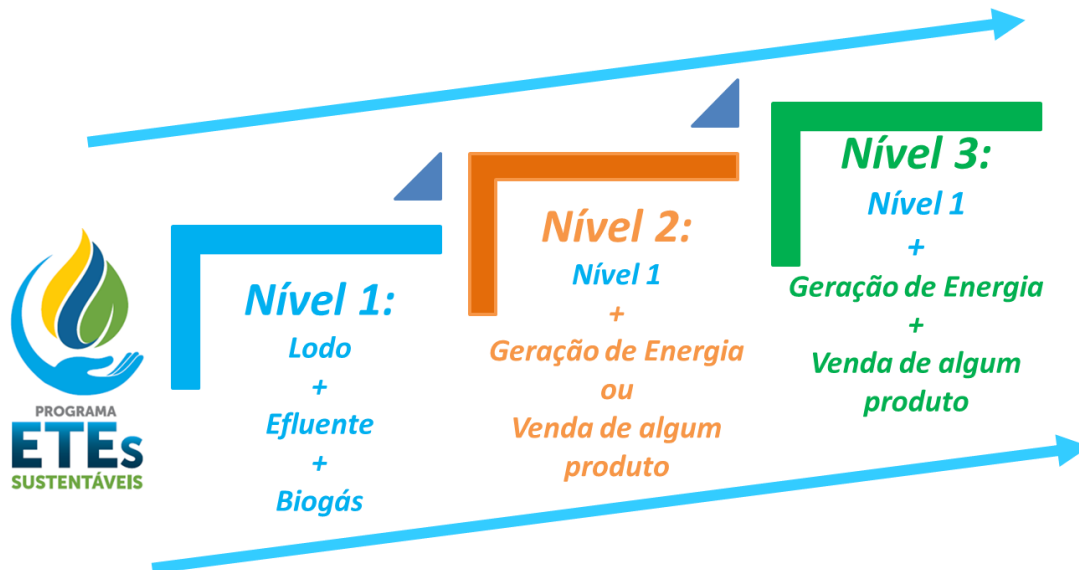 PROGRAMA
ETEs
SUSTENTÁVEIS
Nível 1:
Lodo
+
Efluente
+
Biogás
Nível 2:
Nível 1
+
Geração de Energia
ou
Venda de algum
produto
Nível 3:
Nível 1
+
Geração de Energia
+
Venda de algum
produto